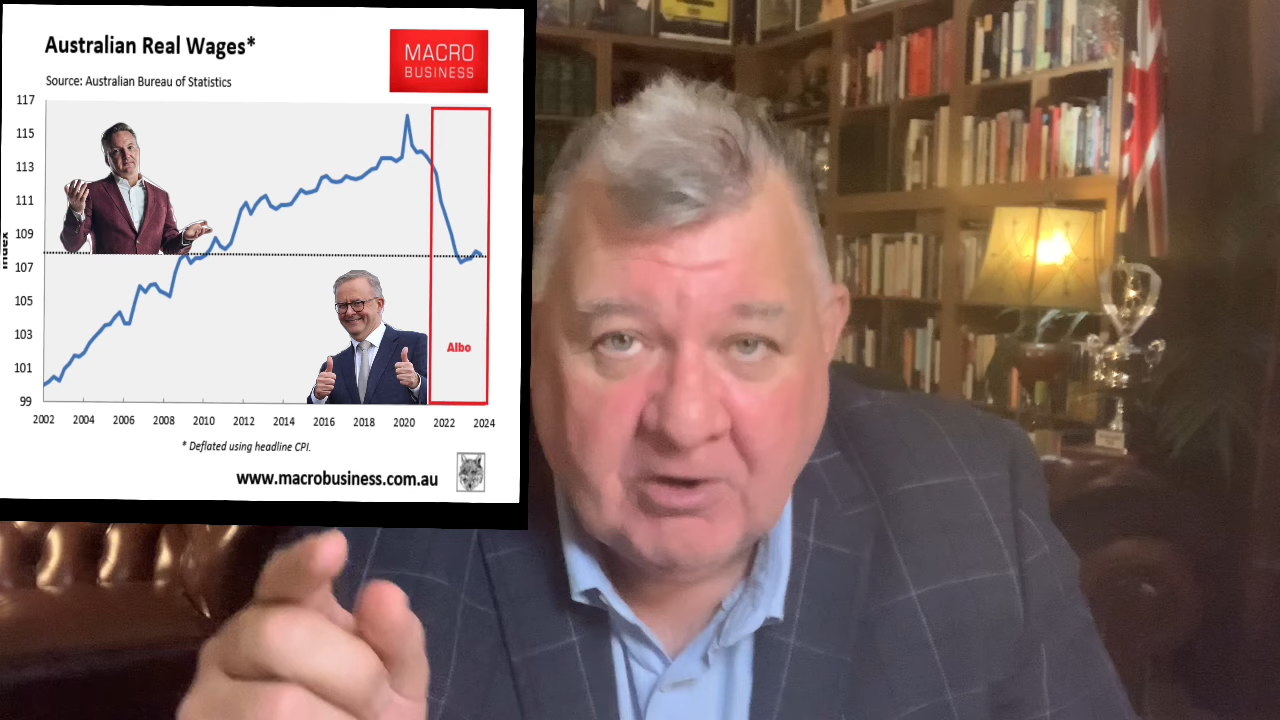 Australian Real Wages*
MACRO
BUSINESS
Source: Australian Bureau of Statistics
Index
117
115
113
111
109
107
105
103
101
99
Albo
2002 2004 2006 2008 2010 2012 2014 2016 2018 2020 2022 2024
* Deflated using headline CPI.
www.macrobusiness.com.au